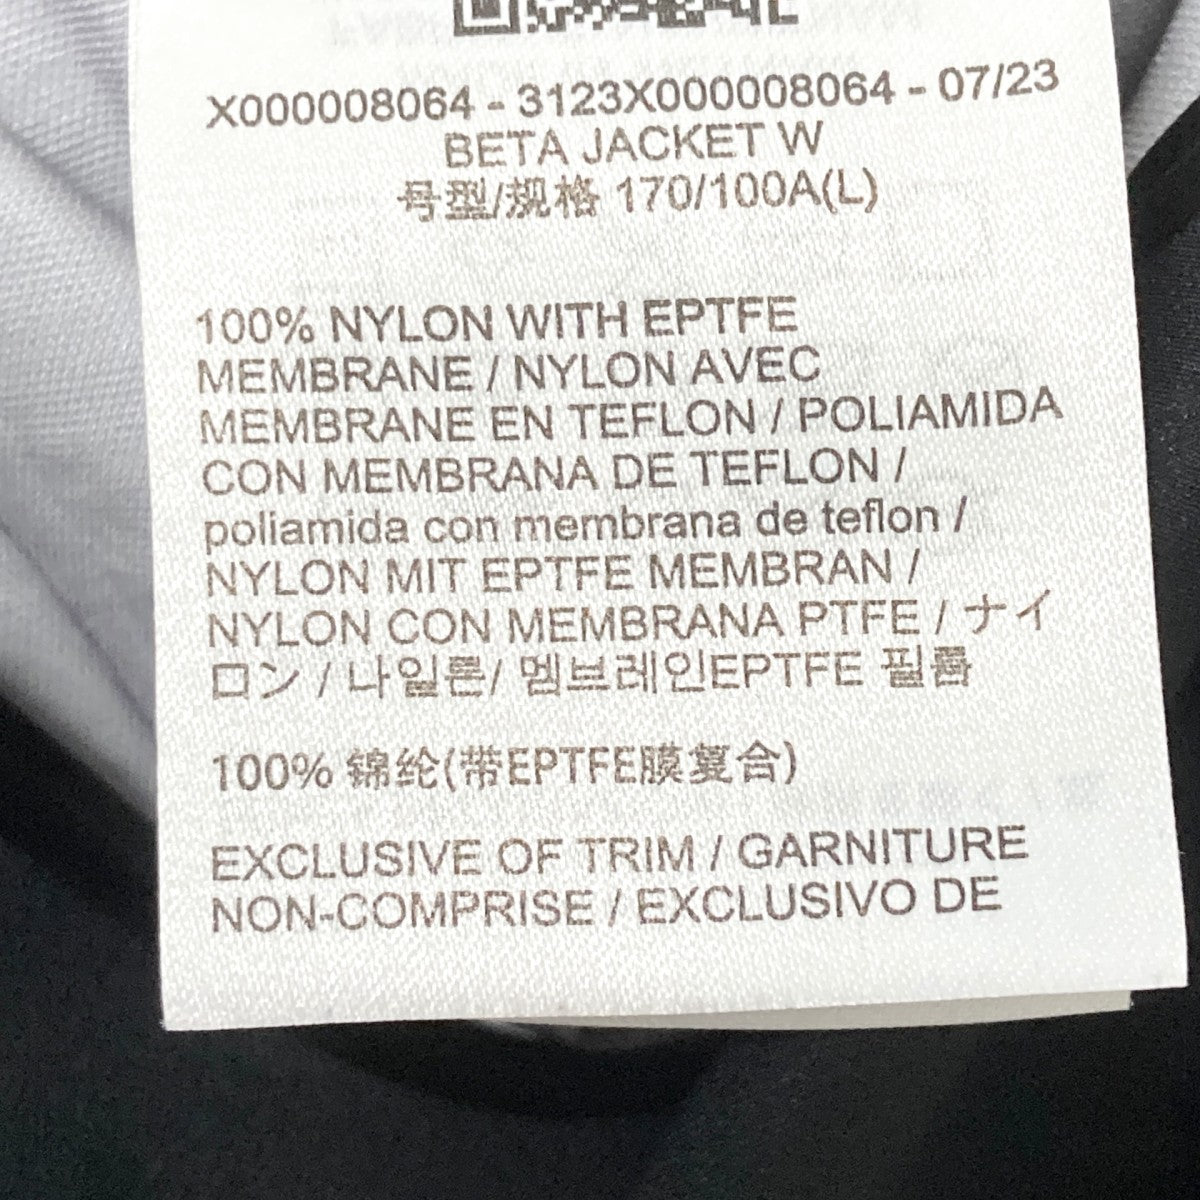 X000008064 - 3123X000008064 - 07/23
BETA JACKET W
号型/规格 170/100A(L)
100% NYLON WITH EPTFE
MEMBRANE / NYLON AVEC
MEMBRANE EN TEFLON / POLIAMIDA
CON MEMBRANA DE TEFLON /
poliamida con membrana de teflon /
NYLON MIT EPTFE MEMBRAN /
NYLON CON MEMBRANA PTFE / ナイ
ロン / 나일론/ 멤브레인EPTFE 필름
100% 锦纶(带EPTFE膜复合)
EXCLUSIVE OF TRIM / GARNITURE
NON-COMPRISE / EXCLUSIVO DE